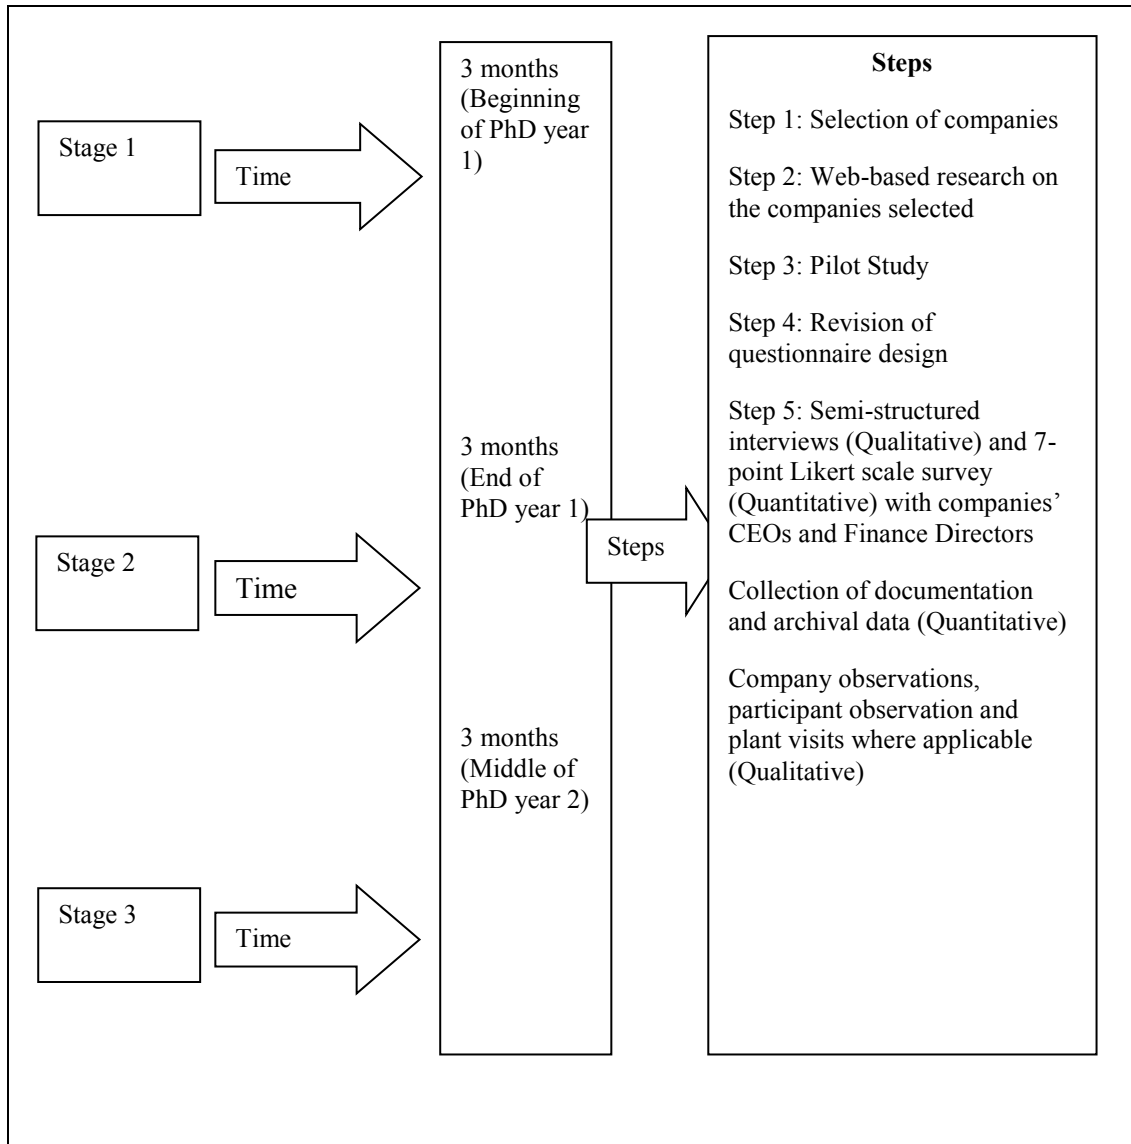 Stage 1
Time
3 months
(Beginning
of PhD year
1)
Stage 2
Time
3 months
(End of
PhD year 1)
Stage 3
Time
3 months
(Middle of
PhD year 2)
Steps
Steps
Step 1: Selection of companies
Step 2: Web-based research on
the companies selected
Step 3: Pilot Study
Step 4: Revision of
questionnaire design
Step 5: Semi-structured
interviews (Qualitative) and 7-
point Likert scale survey
(Quantitative) with companies’
CEOs and Finance Directors
Collection of documentation
and archival data (Quantitative)
Company observations,
participant observation and
plant visits where applicable
(Qualitative)